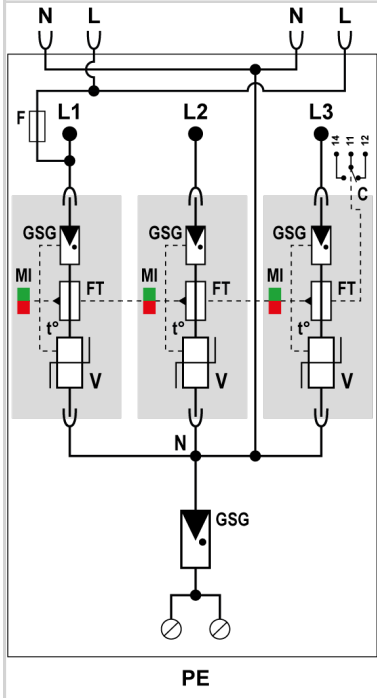 N L N L
F L1 L2 L3
14 11 12
C
GSG GSG GSG
MI FT MI FT MI FT
t° t° t°
V V V
N
GSG
PE